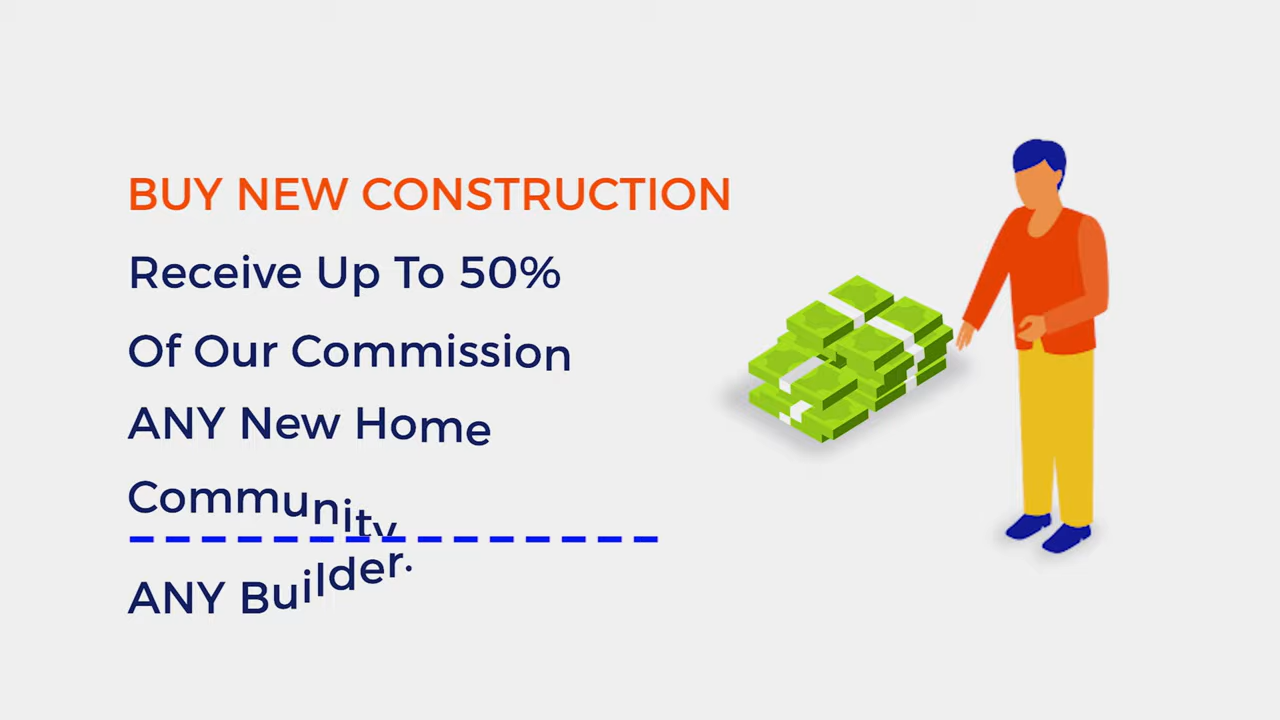 BUY NEW CONSTRUCTION
Receive Up To 50%
Of Our Commission
ANY New Home
Community
ANY Builder.